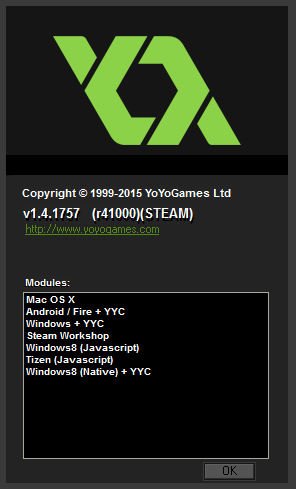 Copyright © 1999-2015 YoYoGames Ltd
v1.4.1757 (r41000)(STEAM)
http://www.yoyogames.com
Modules:
Mac OS X
Android / Fire + YYC
Windows + YYC
Steam Workshop
Windows8 (Javascript)
Tizen (Javascript)
Windows8 (Native) + YYC
OK